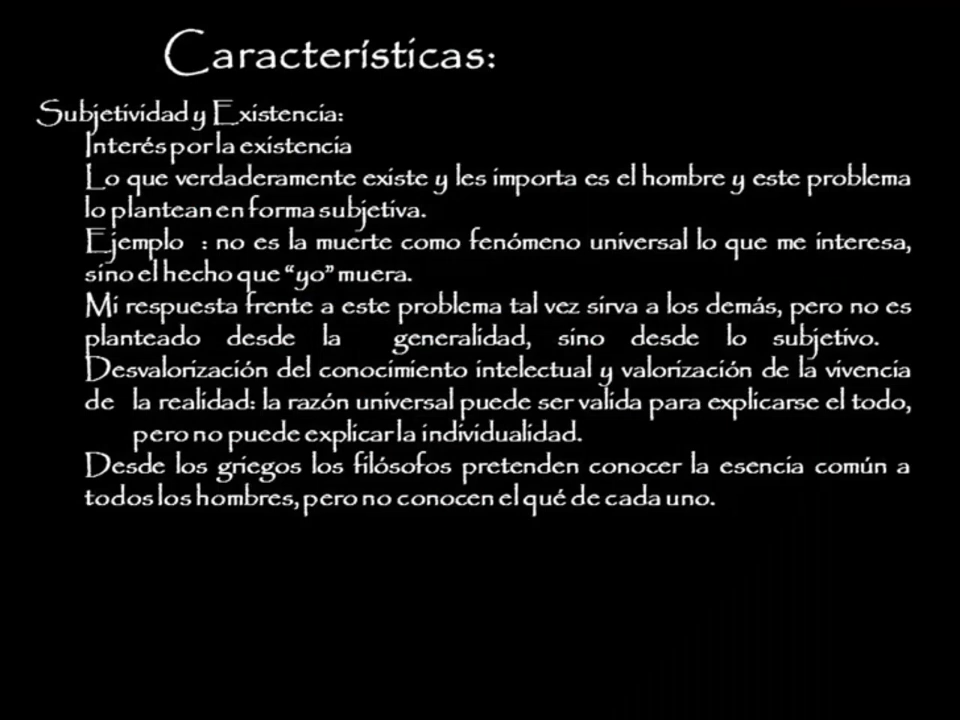 Características:
Subjetividad y Existencia:
Interés por la existencia
Lo que verdaderamente existe y les importa es el hombre y este problema
lo plantean en forma subjetiva.
Ejemplo : no es la muerte como fenómeno universal lo que me interesa,
sino el hecho que “yo” muera.
Mi respuesta frente a este problema tal vez sirva a los demás, pero no es
planteado desde la generalidad, sino desde lo subjetivo.
Desvalorización del conocimiento intelectual y valorización de la vivencia
de la realidad: la razón universal puede ser valida para explicarse el todo,
pero no puede explicar la individualidad.
Desde los griegos los filósofos pretenden conocer la esencia común a
todos los hombres, pero no conocen el qué de cada uno.